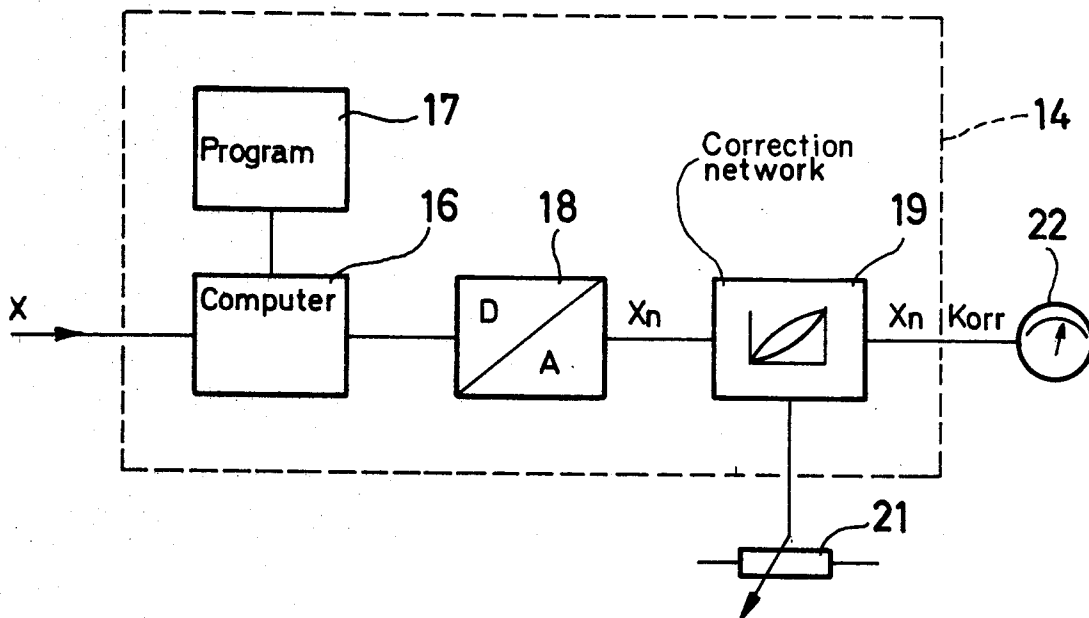 17
14
Program
Correction
network
16
18
19
22
X
Computer
D
A
Xn
Xn Korr
21